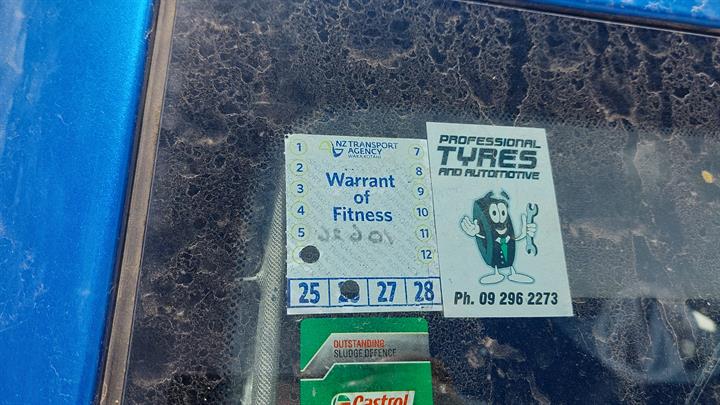 NZ TRANSPORT
AGENCY
WAKA KOTAHI
Warrant
of
Fitness
1
2
3
4
5
7
8
9
10
11
12
25
27
28
PROFESSIONAL
TYRES
AND AUTOMOTIVE
Ph. 09 296 2273
OUTSTANDING
SLUDGE DEFENCE
Castrol